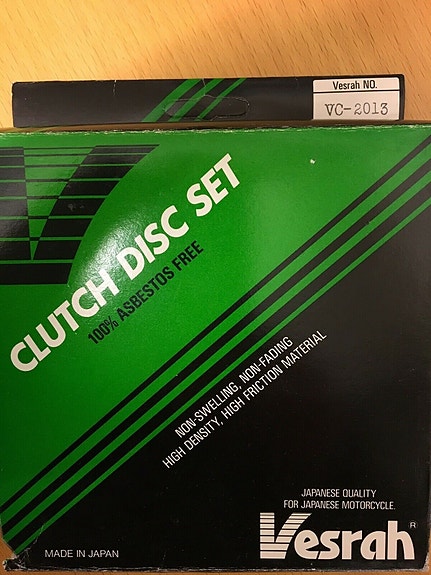 Vesrah NO.
VC-2013
CLUTCH DISC SET
100% ASBESTOS FREE
NON-SWELLING, NON-FADING
HIGH DENSITY, HIGH FRICTION MATERIAL
JAPANESE QUALITY
FOR JAPANESE MOTORCYCLE.
Vesrah®
MADE IN JAPAN